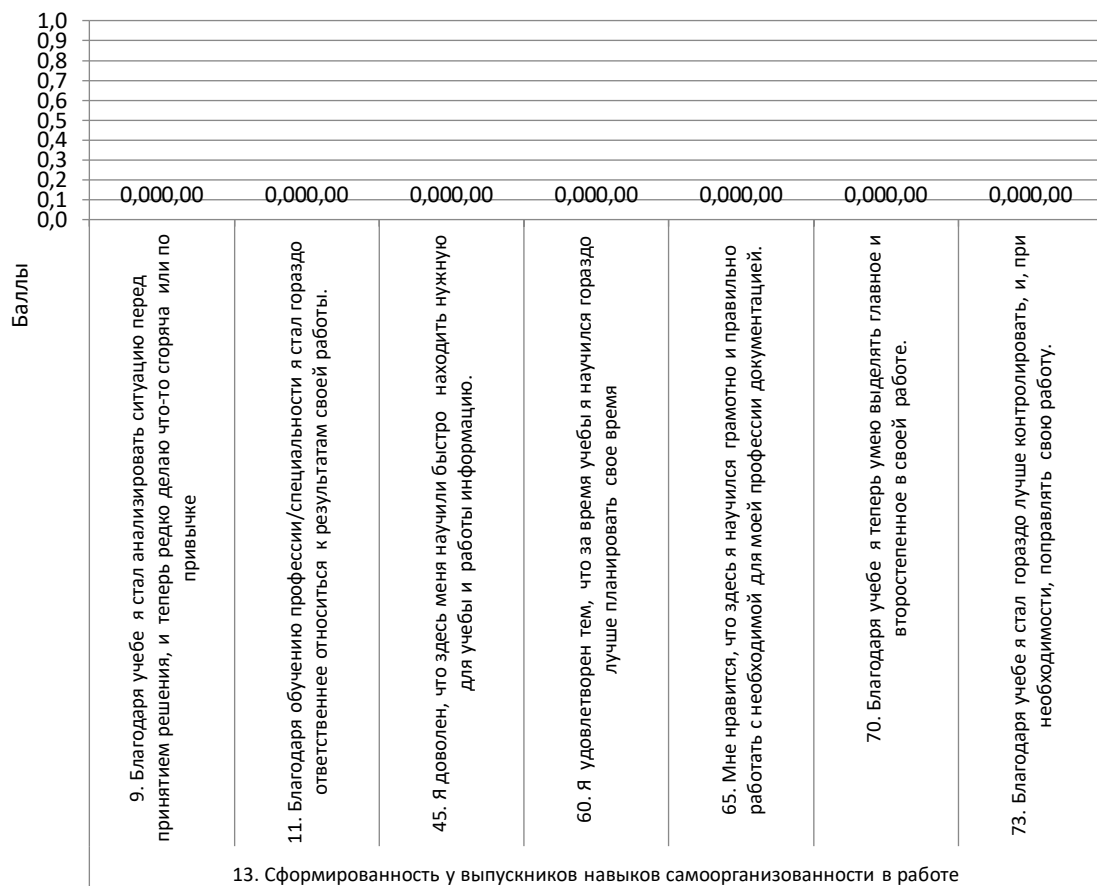 1,0
0,9
0,8
0,7
0,6
0,5
0,4
0,3
0,2
0,1
0,0
Баллы
0,000,00
0,000,00
0,000,00
0,000,00
0,000,00
0,000,00
0,000,00
9. Благодаря учебе я стал анализировать ситуацию перед
принятием решения, и теперь редко делаю что-то сгоряча или по
привычке
11. Благодаря обучению профессии/специальности я стал гораздо
ответственнее относиться к результатам своей работы.
45. Я доволен, что здесь меня научили быстро находить нужную
для учебы и работы информацию.
60. Я удовлетворен тем, что за время учебы я научился гораздо
лучше планировать свое время
65. Мне нравится, что здесь я научился грамотно и правильно
работать с необходимой для моей профессии документацией.
70. Благодаря учебе я теперь умею выделять главное и
второстепенное в своей работе.
73. Благодаря учебе я стал гораздо лучше контролировать, и, при
необходимости, поправлять свою работу.
13. Сформированность у выпускников навыков самоорганизованности в работе